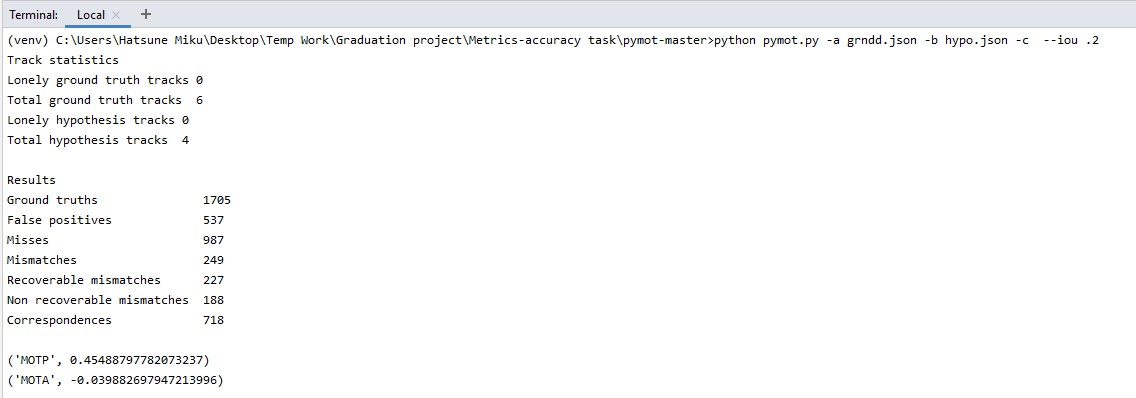 Terminal: Local × +
(venv) C:\Users\Hatsune Miku\Desktop\Temp Work\Graduation project\Metrics-accuracy task\pymot-master>python pymot.py -a grndd.json -b hypo.json -c  --iou .2
Track statistics
Lonely ground truth tracks 0
Total ground truth tracks  6
Lonely hypothesis tracks 0
Total hypothesis tracks  4
Results
Ground truths               1705
False positives             537
Misses                      987
Mismatches                  249
Recoverable mismatches      227
Non recoverable mismatches  188
Correspondences             718
('MOTP', 0.45488797782073237)
('MOTA', -0.039882697947213996)